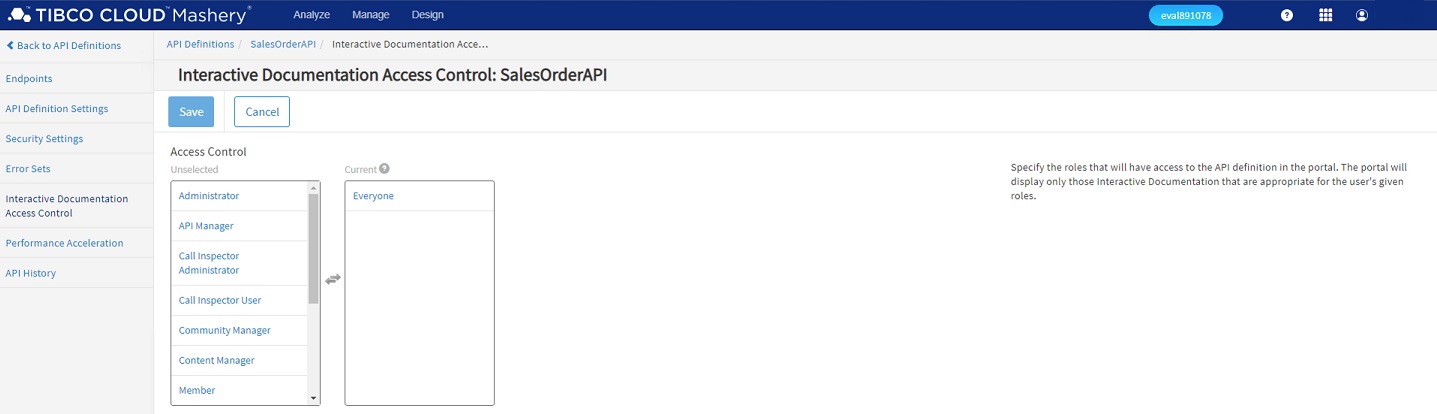 TIBCO CLOUD™ Mashery®
Analyze
Manage
Design
eval891078
Back to API Definitions
Endpoints
API Definition Settings
Security Settings
Error Sets
Interactive Documentation
Access Control
Performance Acceleration
API History
API Definitions / SalesOrderAPI / Interactive Documentation Acce...
Interactive Documentation Access Control: SalesOrderAPI
Save
Cancel
Access Control
Unselected
Administrator
API Manager
Call Inspector
Administrator
Call Inspector User
Community Manager
Content Manager
Member
Current ?
Everyone
Specify the roles that will have access to the API definition in the portal. The portal will
display only those Interactive Documentation that are appropriate for the user's given
roles.